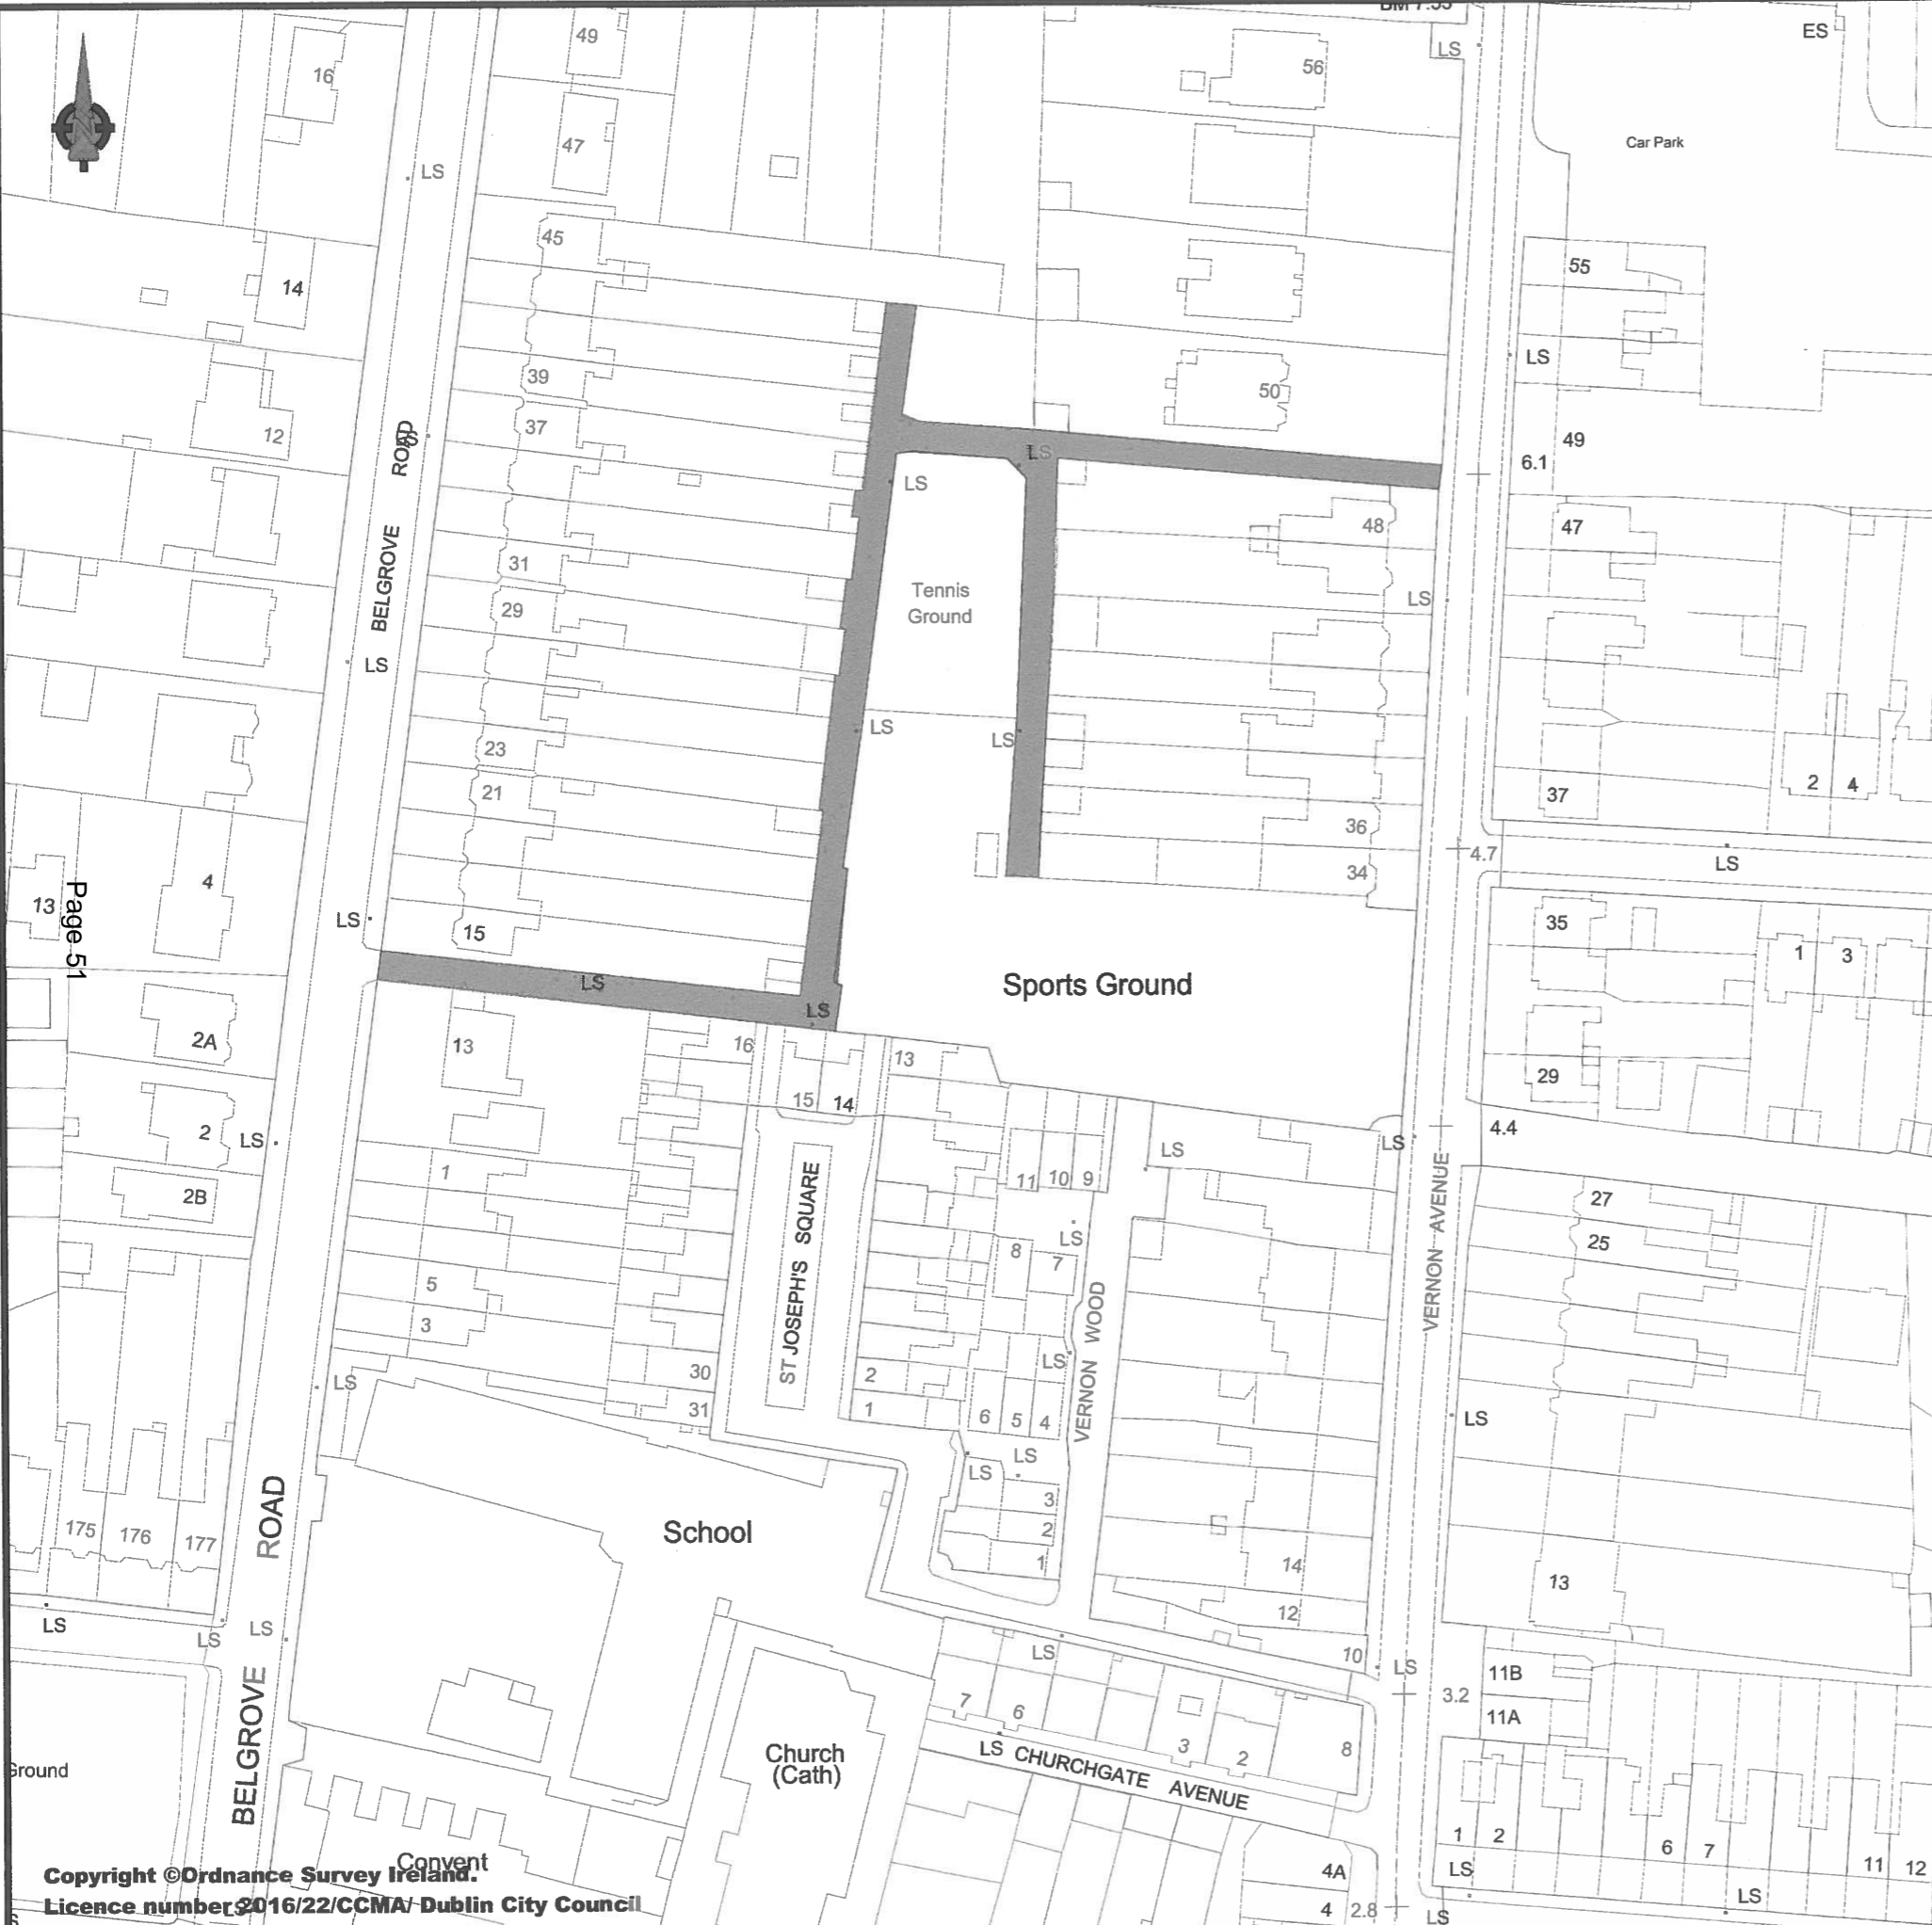 BM 7.55
ES
49
16
56
LS
47
Car Park
LS
45
55
14
LS
39
50
12
37
ROAD
49
LS
6.1
LS
48
47
31
Tennis
Ground
LS
29
BELGROVE
LS
LS
LS
23
21
2
4
37
36
4.7
LS
34
4
13
Page 51
LS
15
35
1
3
LS
Sports Ground
LS
2A
13
16
13
29
15
14
2
LS
LS
LS
4.4
1
11
10
9
2B
27
LS
8
7
25
ST JOSEPH'S SQUARE
VERNON AVENUE
5
3
VERNON WOOD
LS
30
2
LS
31
1
6
5
4
LS
LS
LS
3
175
176
177
ROAD
School
2
1
14
13
12
LS
LS
LS
LS
10
LS
11B
3.2
7
6
11A
BELGROVE
Church
(Cath)
LS
CHURCHGATE AVENUE
3
2
8
Ground
1
2
6
7
11
12
Convent
4A
LS
Copyright ©Ordnance Survey Ireland.
Licence number 2016/22/CCMA/ Dublin City Council
LS
4
2.8
LS
LS